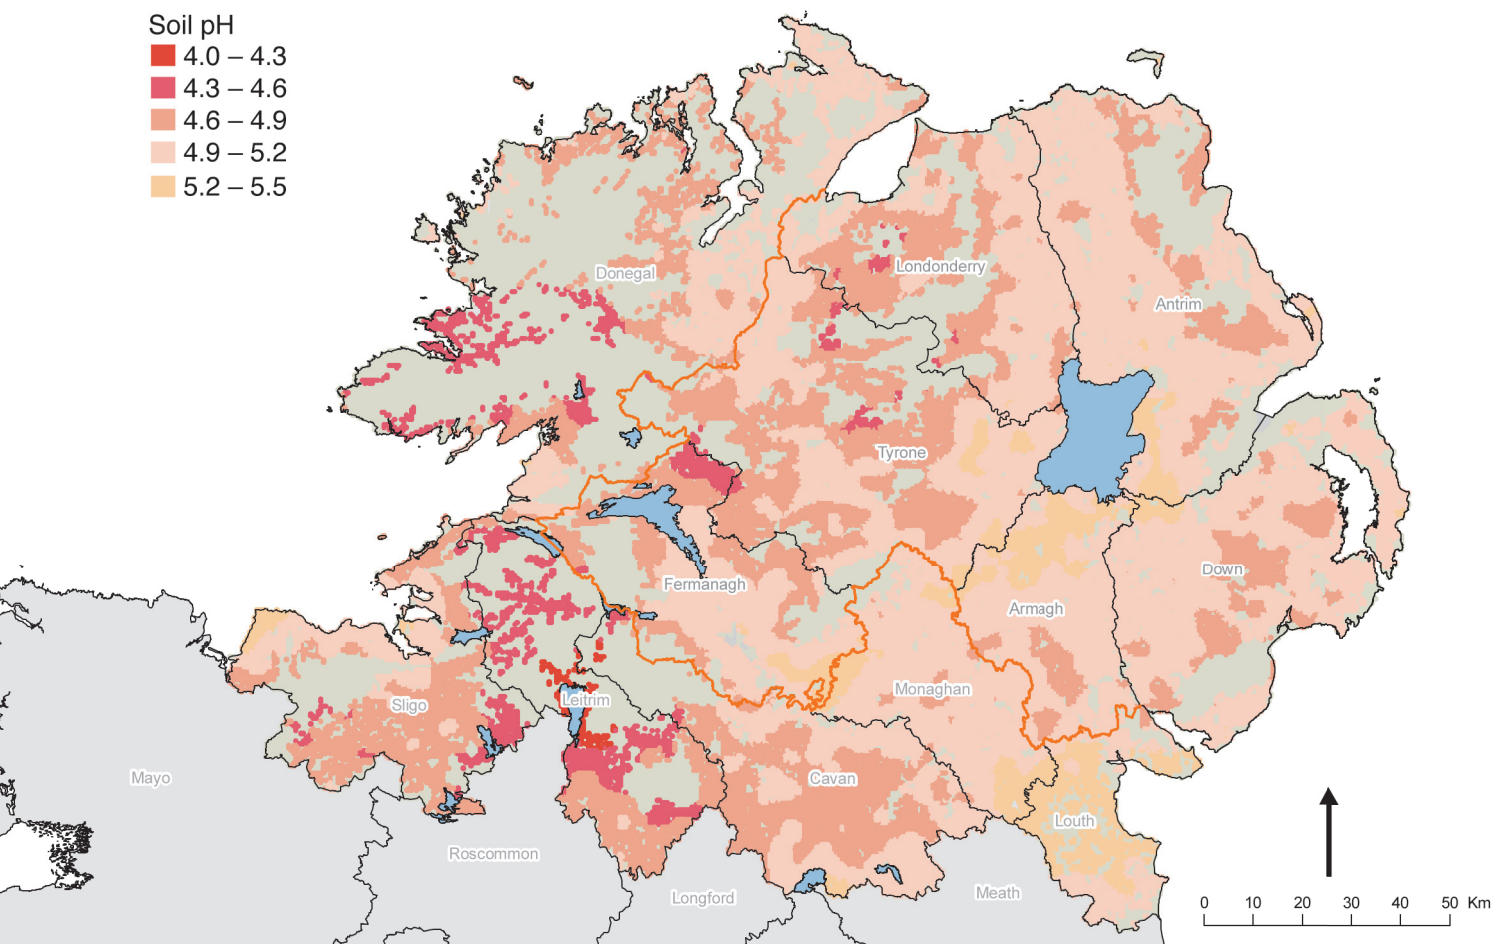 Soil pH
4.0 – 4.3
4.3 – 4.6
4.6 – 4.9
4.9 – 5.2
5.2 – 5.5
Donegal
Londonderry
Antrim
Tyrone
Fermanagh
Down
Armagh
Monaghan
Leitrim
Sligo
Mayo
Cavan
Louth
Roscommon
Longford
Meath
0 10 20 30 40 50 Km